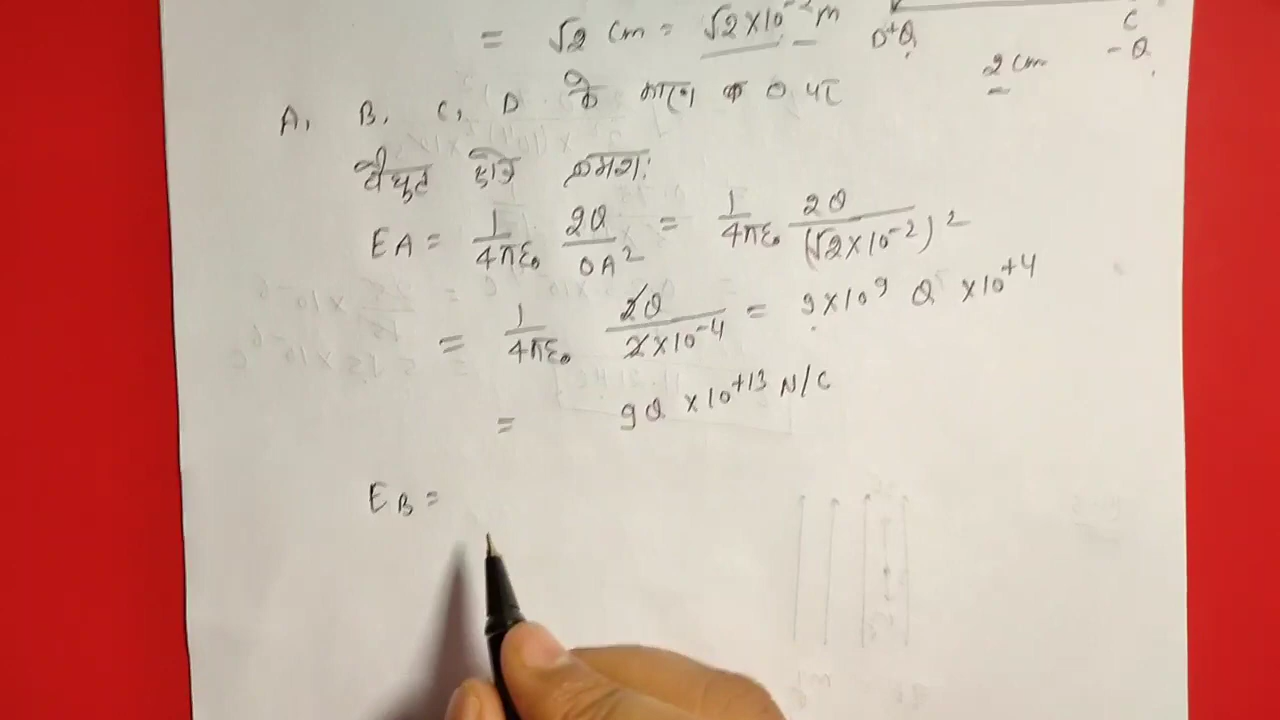 = √2 cm = √2×10⁻² m
D +Q
C
-Q
2 cm
A, B, C, D के कारण O पर
वैद्युत क्षेत्र क्रमशः
EA = 1/4πε₀ 2Q/OA² = 1/4πε₀ 2Q/(√2×10⁻²)²
= 1/4πε₀ 2Q/2×10⁻⁴ = 9×10⁹ Q ×10⁺⁴
= 9Q ×10⁺¹³ N/C
EB =